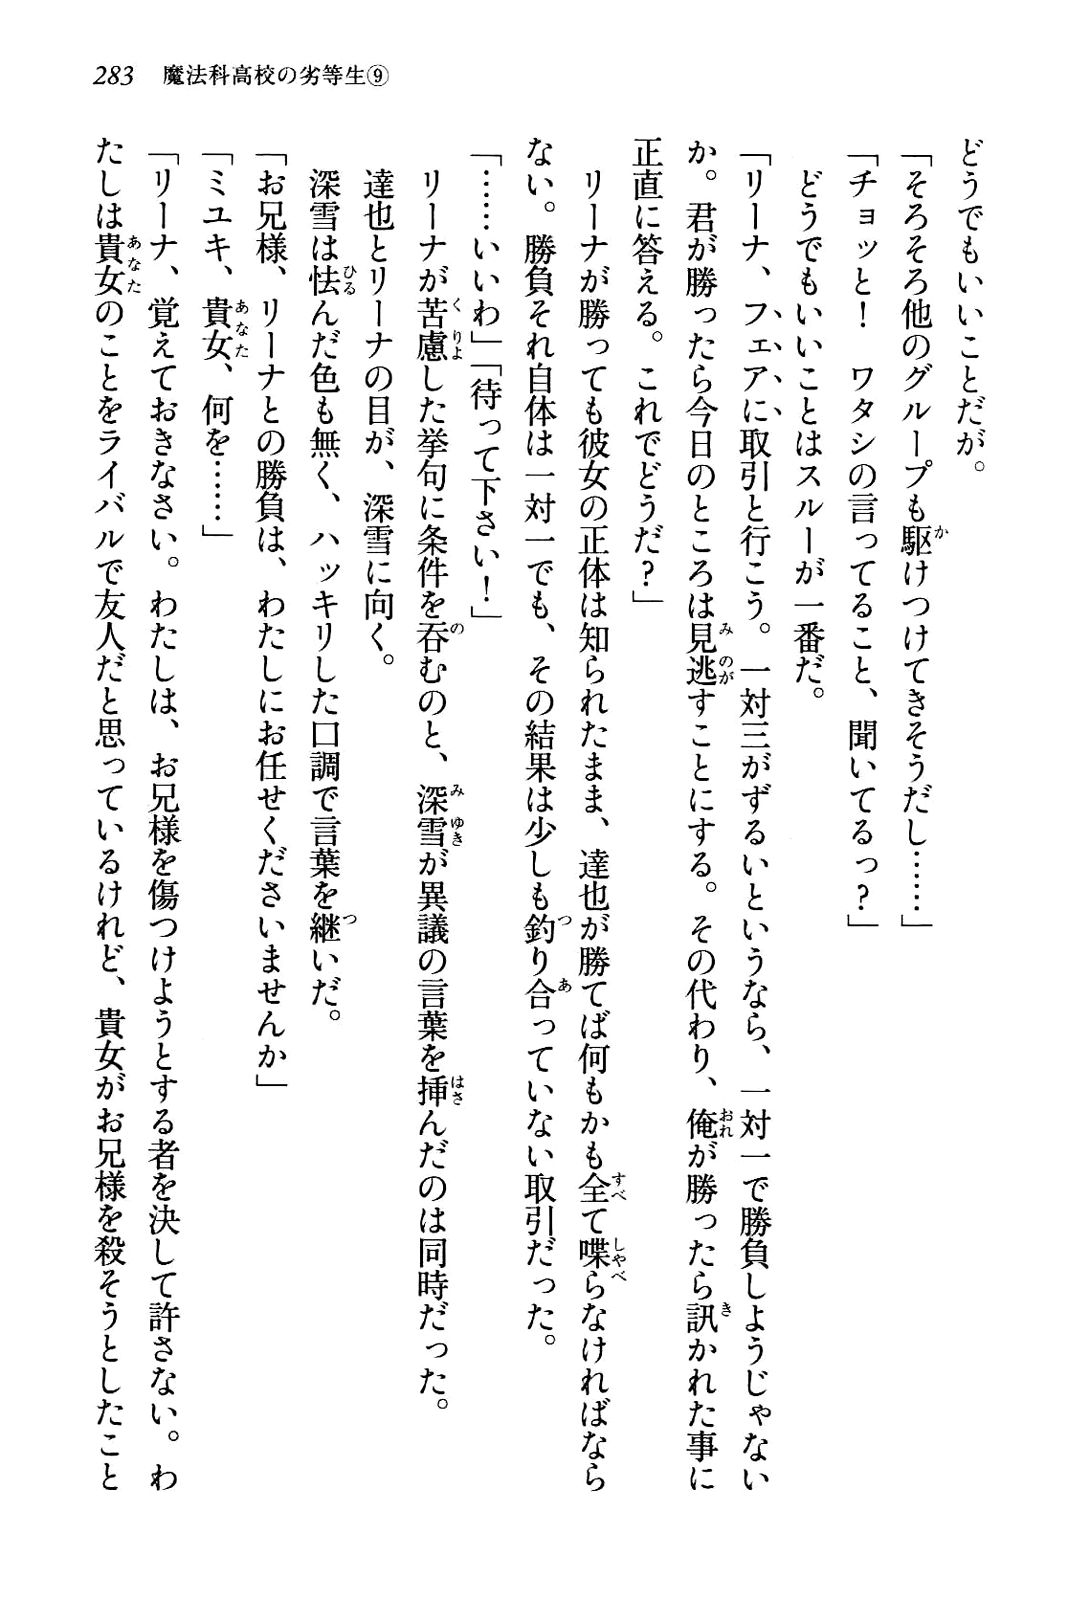 283 魔法科高校の劣等生⑨
どうでもいいことだが。
「そろそろ他のグループも駆けつけてきそうだし……」
「チョッと！　ワタシの言ってること、聞いてるっ？」
どうでもいいことはスルーが一番だ。
「リーナ、フェアに取引と行こう。一対三がずるいというなら、一対一で勝負しようじゃない
か。君が勝ったら今日のところは見逃すことにする。その代わり、俺が勝ったら訊かれた事に
正直に答える。これでどうだ？」
リーナが勝っても彼女の正体は知られたまま、達也が勝てば何もかも全て喋らなければなら
ない。勝負それ自体は一対一でも、その結果は少しも釣り合っていない取引だった。
「……いいわ」「待って下さい！」
リーナが苦慮した挙句に条件を呑むのと、深雪が異議の言葉を挿んだのは同時だった。
達也とリーナの目が、深雪に向く。
深雪は怯んだ色も無く、ハッキリした口調で言葉を継いだ。
「お兄様、リーナとの勝負は、わたしにお任せくださいませんか」
「ミユキ、貴女、何を……」
「リーナ、覚えておきなさい。わたしは、お兄様を傷つけようとする者を決して許さない。わ
たしは貴女のことをライバルで友人だと思っているけれど、貴女がお兄様を殺そうとしたこと